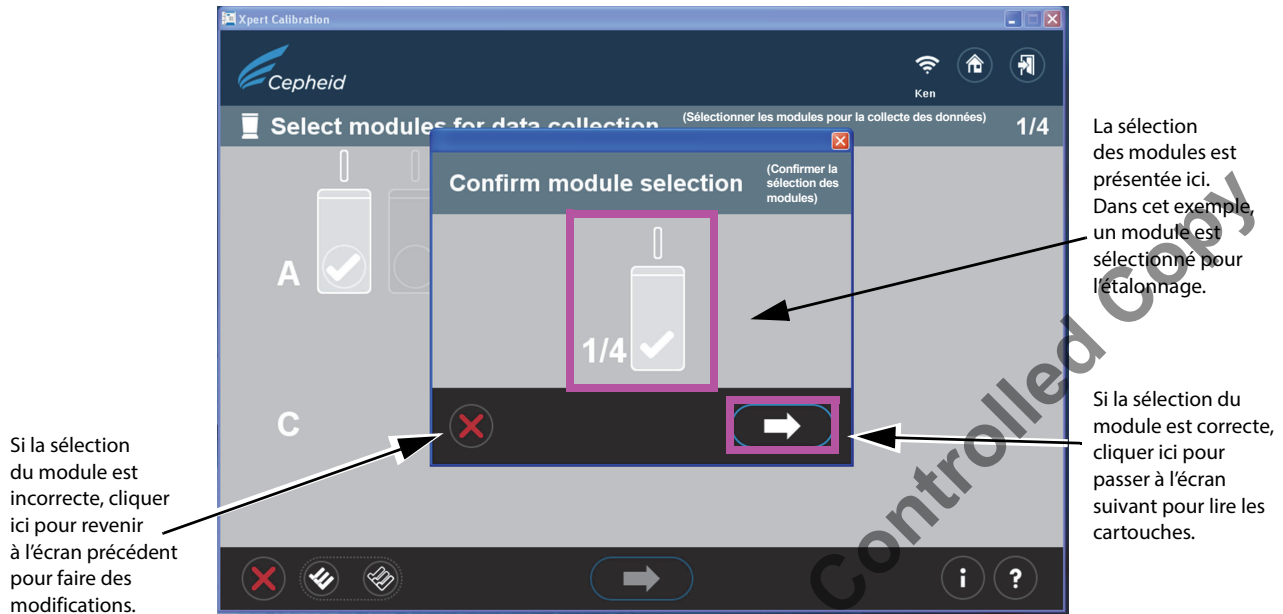 Xpert Calibration
Cepheid
Ken
Select modules for data collection
(Sélectionner les modules pour la collecte des données)
1/4
Confirm module selection
(Confirmer la
sélection des
modules)
A
1/4
C
La sélection
des modules est
présentée ici.
Dans cet exemple,
un module est
sélectionné pour
l'étalonnage.
Si la sélection du
module est correcte,
cliquer ici pour
passer à l'écran
suivant pour lire les
cartouches.
Si la sélection
du module est
incorrecte, cliquer
ici pour revenir
à l'écran précédent
pour faire des
modifications.
i
?
Controlled Copy